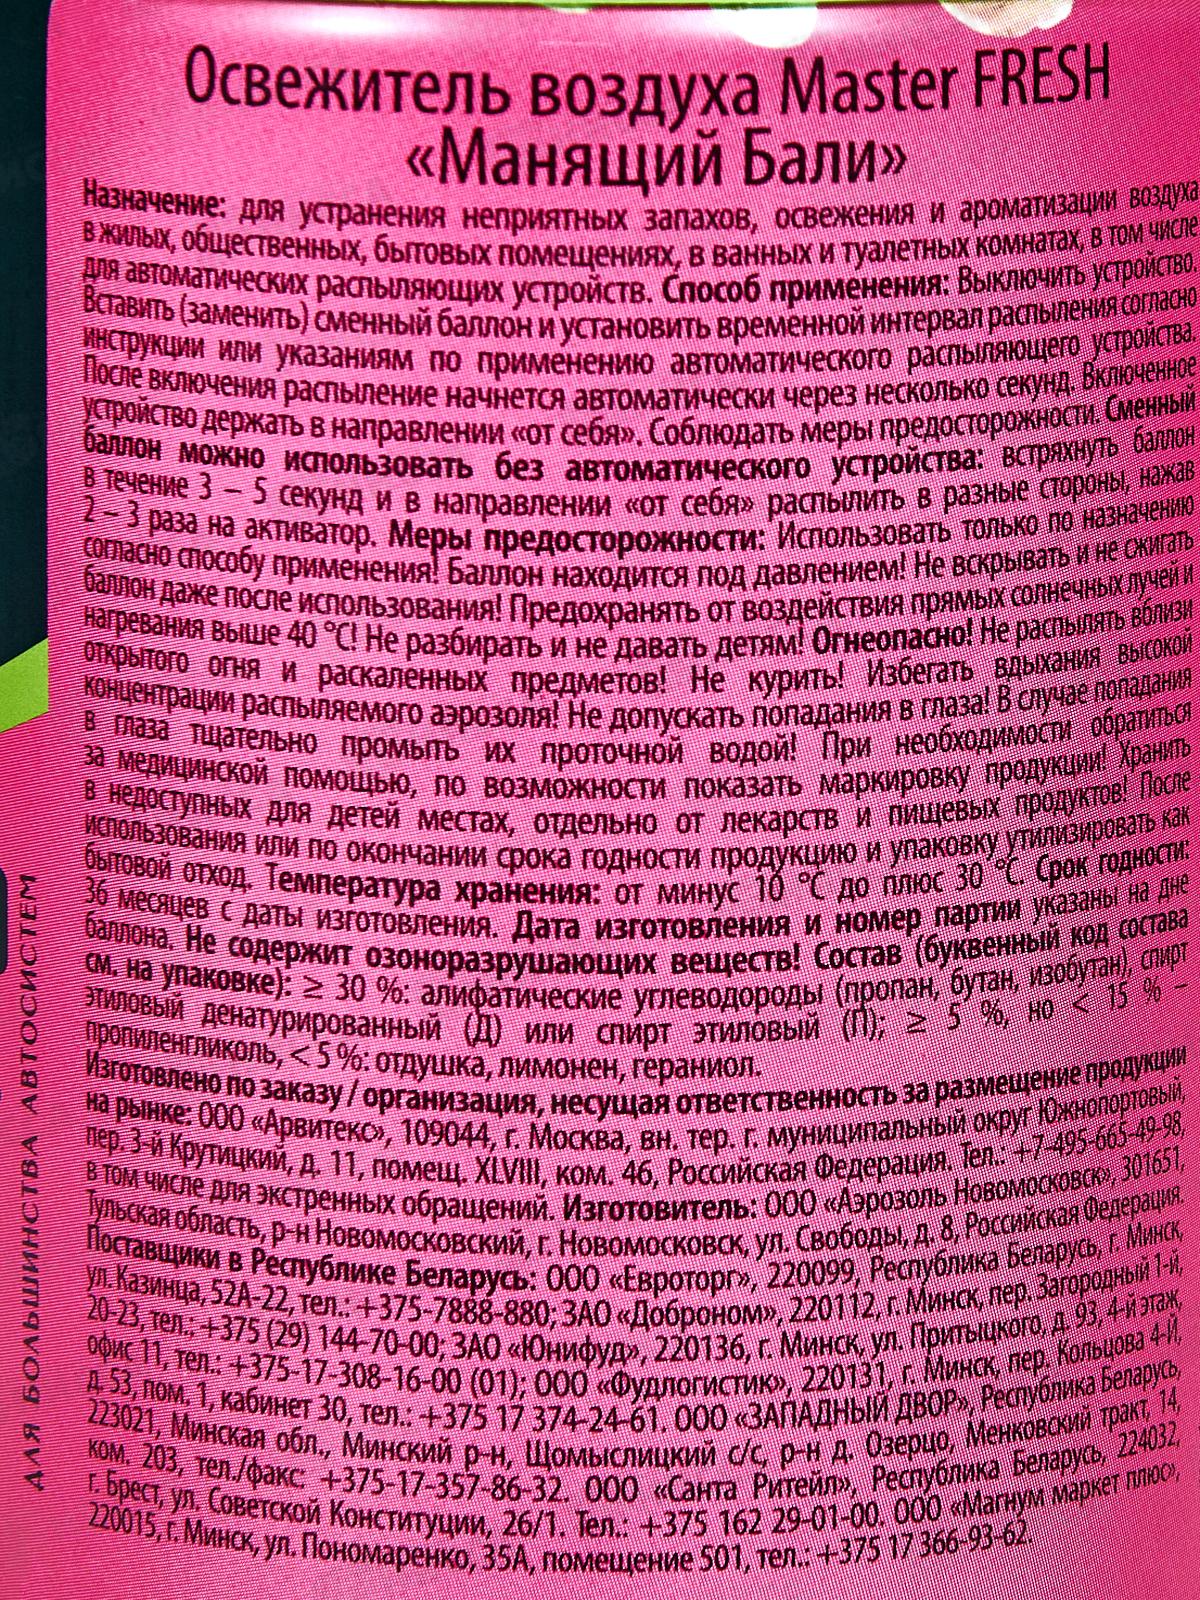 Освежитель воздуха Master FRESH
«Манящий Бали»
Назначение: для устранения неприятных запахов, освежения и ароматизации воздуха
в жилых, общественных, бытовых помещениях, в ванных и туалетных комнатах, в том числе
для автоматических распыляющих устройств. Способ применения: Выключить устройство.
Вставить (заменить) сменный баллон и установить временной интервал распыления согласно
инструкции или указаниям по применению автоматического распыляющего устройства.
После включения распыление начнется автоматически через несколько секунд. Включенное
устройство держать в направлении «от себя». Соблюдать меры предосторожности. Сменный
баллон можно использовать без автоматического устройства: встряхнуть баллон
в течение 3 – 5 секунд и в направлении «от себя» распылить в разные стороны, нажав
2 – 3 раза на активатор. Меры предосторожности: Использовать только по назначению
согласно способу применения! Баллон находится под давлением! Не вскрывать и не сжигать
баллон даже после использования! Предохранять от воздействия прямых солнечных лучей и
нагревания выше 40 °С! Не разбирать и не давать детям! Огнеопасно! Не распылять вблизи
открытого огня и раскаленных предметов! Не курить! Избегать вдыхания высокой
концентрации распыляемого аэрозоля! Не допускать попадания в глаза! В случае попадания
в глаза тщательно промыть их проточной водой! При необходимости обратиться
за медицинской помощью, по возможности показать маркировку продукции! Хранить
в недоступных для детей местах, отдельно от лекарств и пищевых продуктов! После
использования или по окончании срока годности продукцию и упаковку утилизировать как
бытовой отход. Температура хранения: от минус 10 °С до плюс 30 °С. Срок годности:
36 месяцев с даты изготовления. Дата изготовления и номер партии указаны на дне
баллона. Не содержит озоноразрушающих веществ! Состав (буквенный код состава
см. на упаковке): ≥ 30 %: алифатические углеводороды (пропан, бутан, изобутан), спирт
этиловый денатурированный (Д) или спирт этиловый (П); ≥ 5 %, но < 15 % –
пропиленгликоль, < 5 %: отдушка, лимонен, гераниол.
Изготовлено по заказу / организация, несущая ответственность за размещение продукции
на рынке: ООО «Арвитекс», 109044, г. Москва, вн. тер. г. муниципальный округ Южнопортовый,
пер. 3-й Крутицкий, д. 11, помещ. XLVIII, ком. 46, Российская Федерация. Тел.: +7-495-665-49-98,
в том числе для экстренных обращений. Изготовитель: ООО «Аэрозоль Новомосковск», 301651,
Тульская область, р-н Новомосковский, г. Новомосковск, ул. Свободы, д. 8, Российская Федерация.
Поставщики в Республике Беларусь: ООО «Евроторг», 220099, Республика Беларусь, г. Минск,
ул. Казинца, 52А-22, тел.: +375-7888-880; ЗАО «Доброном», 220112, г. Минск, пер. Загородный 1-й,
20-23, тел.: +375 (29) 144-70-00; ЗАО «Юнифуд», 220136, г. Минск, ул. Притыцкого, д. 93, 4-й этаж,
офис 11, тел.: +375-17-308-16-00 (01); ООО «Фудлогистик», 220131, г. Минск, пер. Кольцова 4-Й,
д. 53, пом. 1, кабинет 30, тел.: +375 17 374-24-61. ООО «ЗАПАДНЫЙ ДВОР», Республика Беларусь,
223021, Минская обл., Минский р-н, Щомыслицкий с/с, р-н д. Озерцо, Менковский тракт, 14,
ком. 203, тел./факс: +375-17-357-86-32. ООО «Санта Ритейл», Республика Беларусь, 224032,
г. Брест, ул. Советской Конституции, 26/1. Тел.: +375 162 29-01-00. ООО «Магнум маркет плюс»,
220015, г. Минск, ул. Пономаренко, 35А, помещение 501, тел.: +375 17 366-93-62.
ДЛЯ БОЛЬШИНСТВА АВТОСИСТЕМ